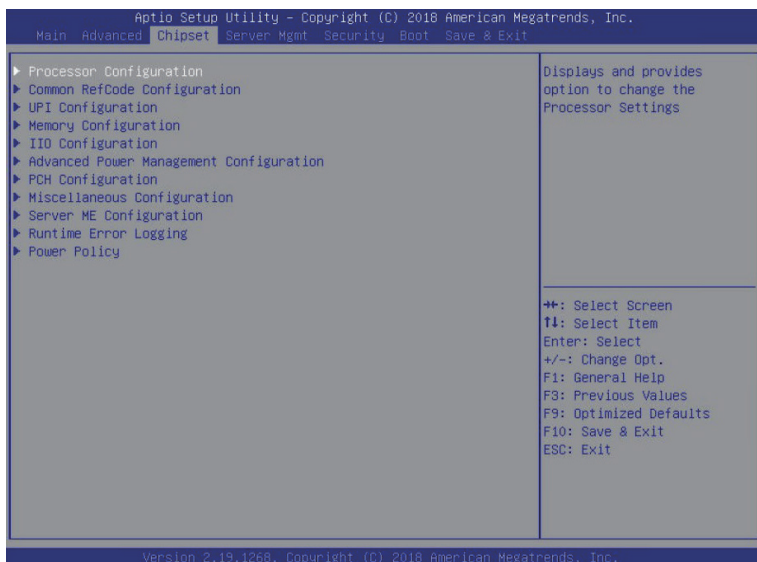 Aptio Setup Utility – Copyright (C) 2018 American Megatrends, Inc.
Main Advanced Chipset Server Mgmt Security Boot Save & Exit
▶ Processor Configuration
▶ Common RefCode Configuration
▶ UPI Configuration
▶ Memory Configuration
▶ IIO Configuration
▶ Advanced Power Management Configuration
▶ PCH Configuration
▶ Miscellaneous Configuration
▶ Server ME Configuration
▶ Runtime Error Logging
▶ Power Policy
Displays and provides
option to change the
Processor Settings
→←: Select Screen
↑↓: Select Item
Enter: Select
+/-: Change Opt.
F1: General Help
F3: Previous Values
F9: Optimized Defaults
F10: Save & Exit
ESC: Exit
Version 2.19.1268. Copyright (C) 2018 American Megatrends, Inc.